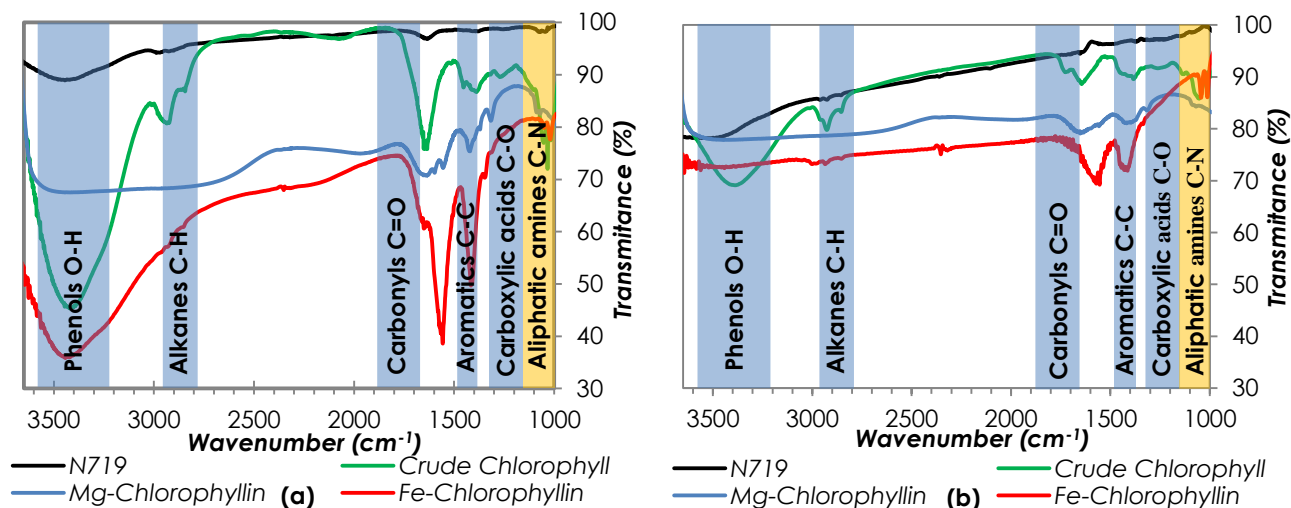 100
90
80
70
60
50
40
30
Transmitance (%)
Phenols O-H
Alkanes C-H
Carbonyls C=O
Aromatics C-C
Carboxylic acids C-O
Aliphatic amines C-N
3500 3000 2500 2000 1500 1000
Wavenumber (cm-1)
N719 Crude Chlorophyll
Mg-Chlorophyllin (a) Fe-Chlorophyllin
100
90
80
70
60
50
40
30
Transmitance (%)
Phenols O-H
Alkanes C-H
Carbonyls C=O
Aromatics C-C
Carboxylic acids C-O
Aliphatic amines C-N
3500 3000 2500 2000 1500 1000
Wavenumber (cm-1)
N719 Crude Chlorophyll
Mg-Chlorophyllin (b) Fe-Chlorophyllin